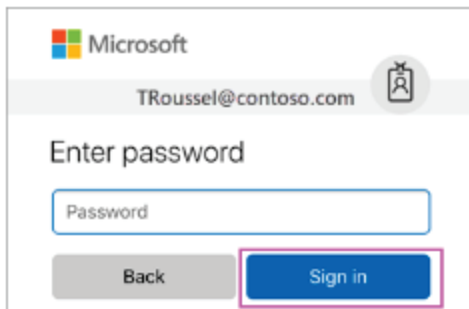 Microsoft
TRoussel@contoso.com
Enter password
Password
Back
Sign in